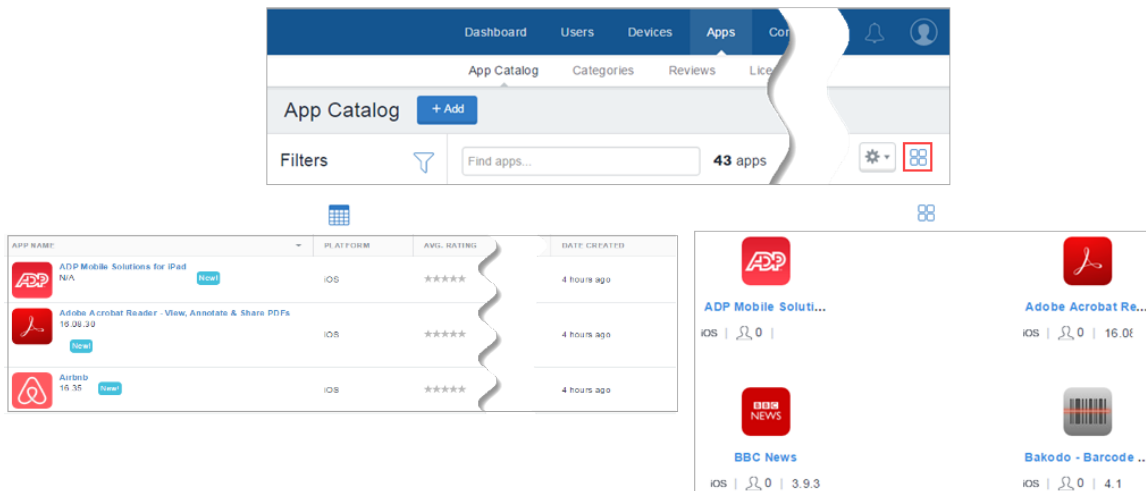 Dashboard Users Devices Apps Co
App Catalog Categories Reviews Lice
App Catalog + Add
Filters Find apps... 43 apps
APP NAME PLATFORM AVG. RATING DATE CREATED
ADP ADP Mobile Solutions for iPad
N/A New! iOS 4 hours ago
Adobe Acrobat Reader - View, Annotate & Share PDFs
16.08.30
New! iOS 4 hours ago
Airbnb
16.35 New! iOS 4 hours ago
ADP
ADP Mobile Soluti... Adobe Acrobat Re...
iOS | 0 | iOS | 0 | 16.08
BBC
NEWS
BBC News Bakodo - Barcode ...
iOS | 0 | 3.9.3 iOS | 0 | 4.1